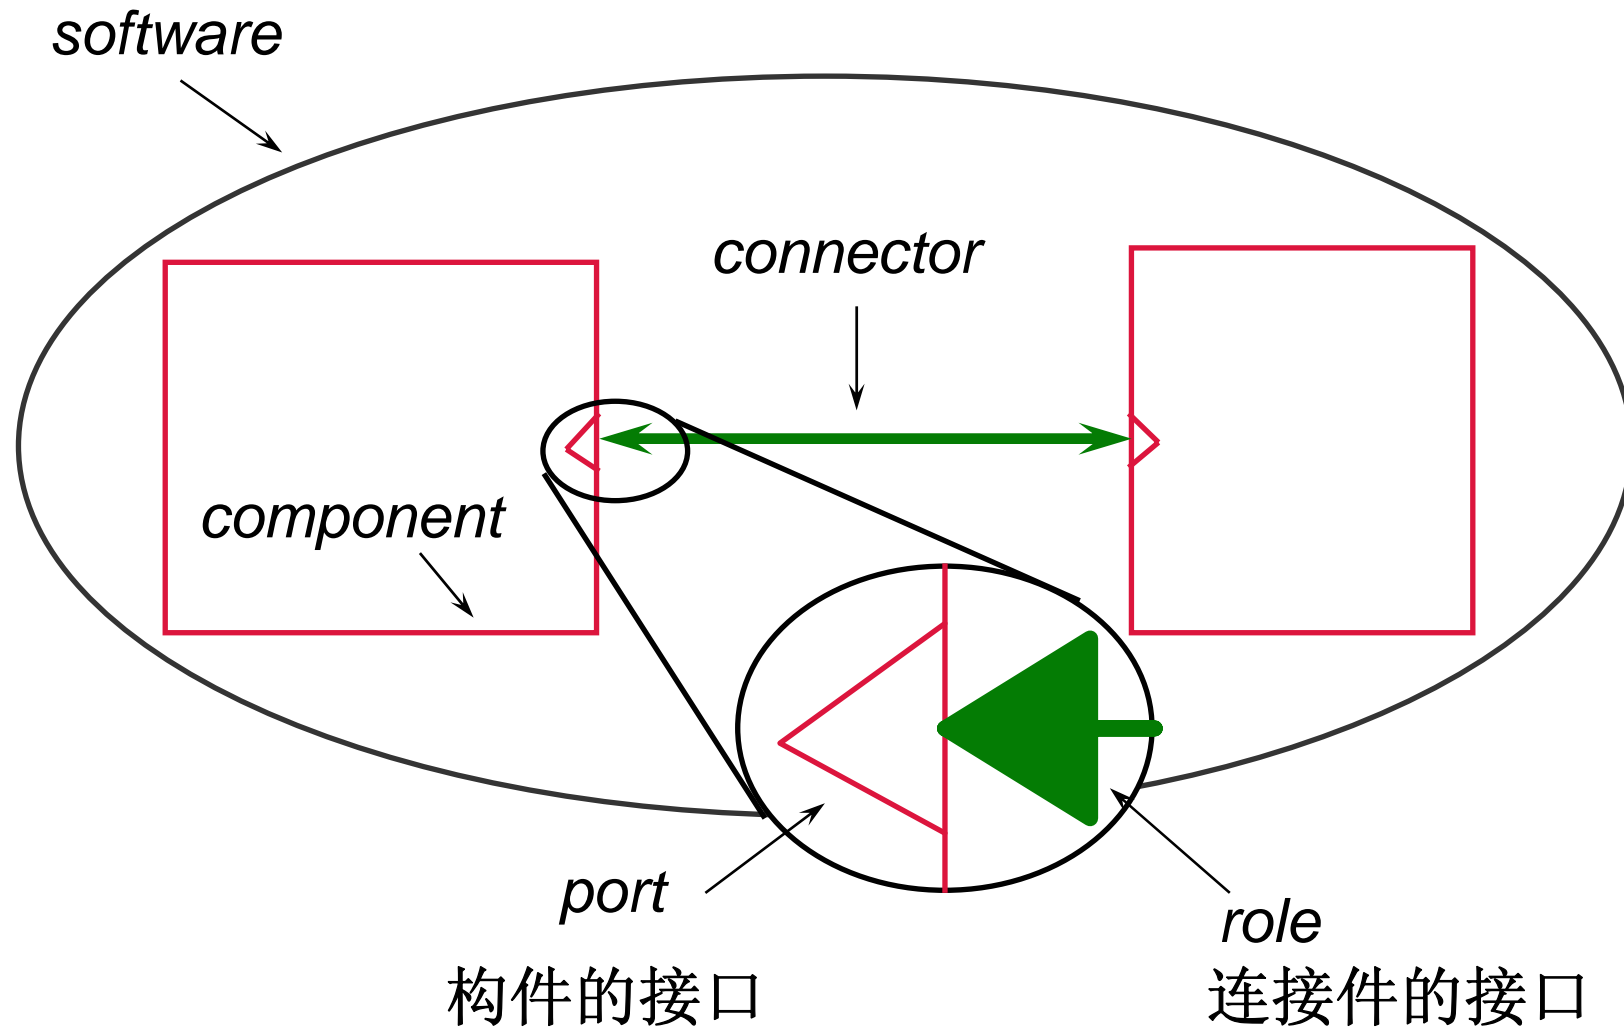 software
connector
component
port
role
构件的接口
连接件的接口